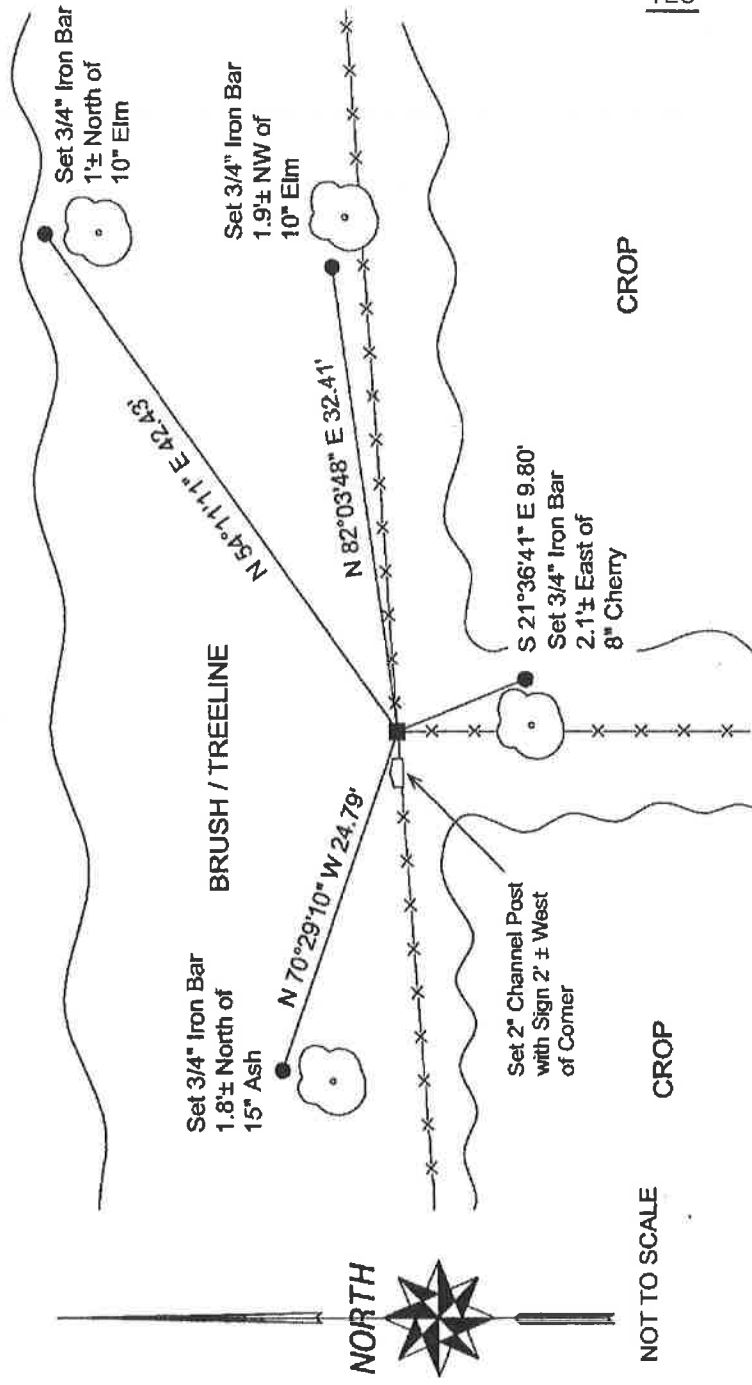 Set 3/4" Iron Bar
1'± North of
10" Elm
Set 3/4" Iron Bar
1.9'± NW of
10" Elm
N 54°11'11" E 42.43'
N 82°03'48" E 32.41'
BRUSH / TREELINE
Set 3/4" Iron Bar
1.8'± North of
15" Ash
N 70°29'10" W 24.79'
S 21°36'41" E 9.80'
Set 3/4" Iron Bar
2.1'± East of
8" Cherry
CROP
Set 2" Channel Post
with Sign 2' ± West
of Corner
CROP
NORTH
NOT TO SCALE